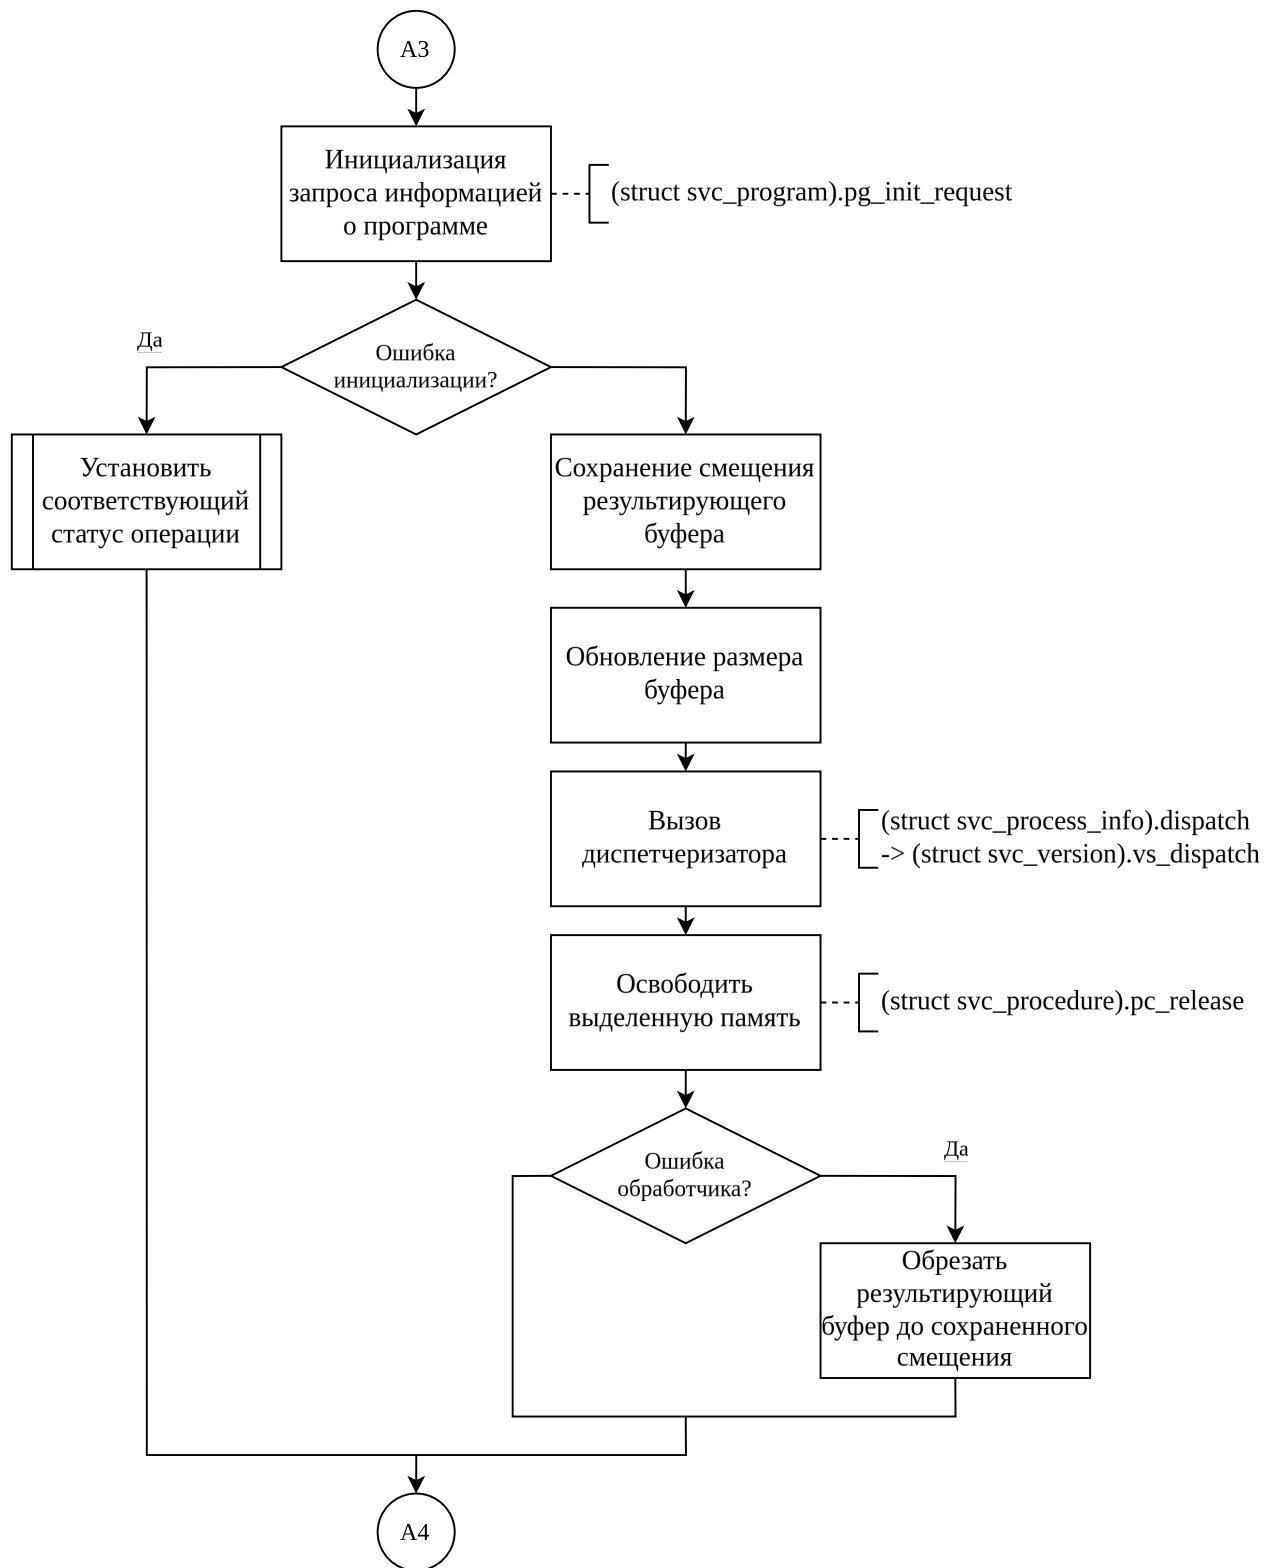 А3
Инициализация
запроса информацией
о программе
(struct svc_program).pg_init_request
Ошибка
инициализации?
Да
Установить
соответствующий
статус операции
Сохранение смещения
результирующего
буфера
Обновление размера
буфера
Вызов
диспетчеризатора
(struct svc_process_info).dispatch
-> (struct svc_version).vs_dispatch
Освободить
выделенную память
(struct svc_procedure).pc_release
Ошибка
обработчика?
Да
Обрезать
результирующий
буфер до сохраненного
смещения
А4